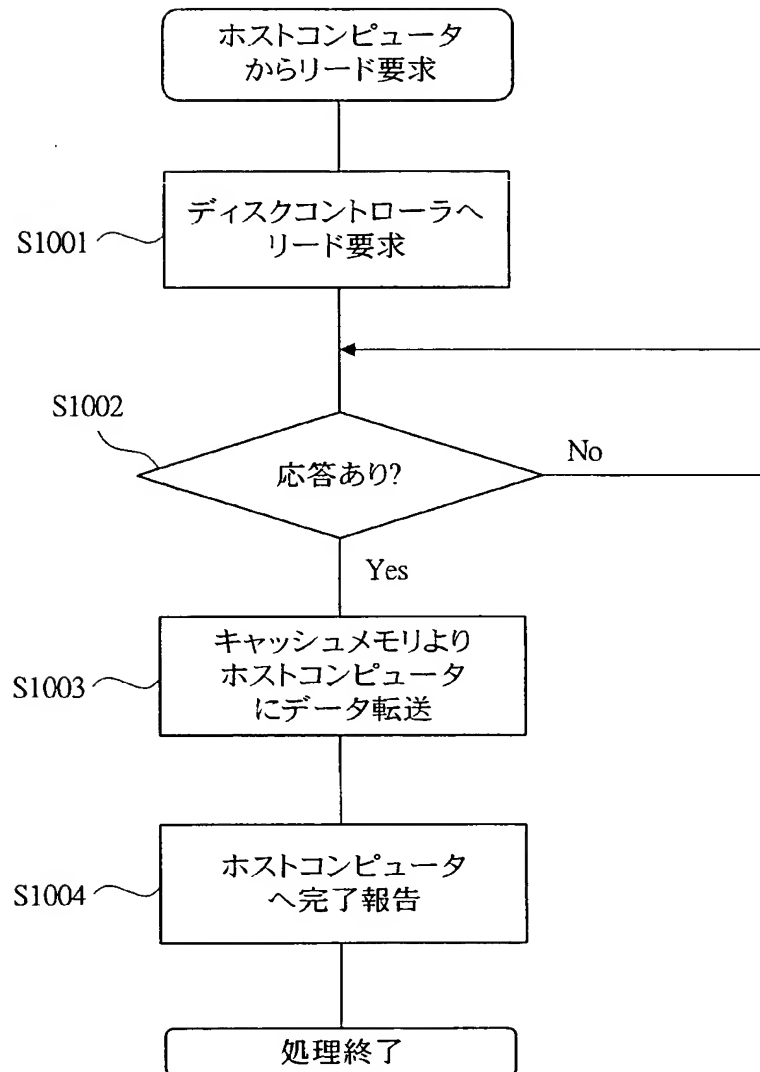 ホストコンピュータ
からリード要求
S1001
ディスクコントローラへ
リード要求
S1002
応答あり?
No
Yes
S1003
キャッシュメモリより
ホストコンピュータ
にデータ転送
S1004
ホストコンピュータ
へ完了報告
処理終了